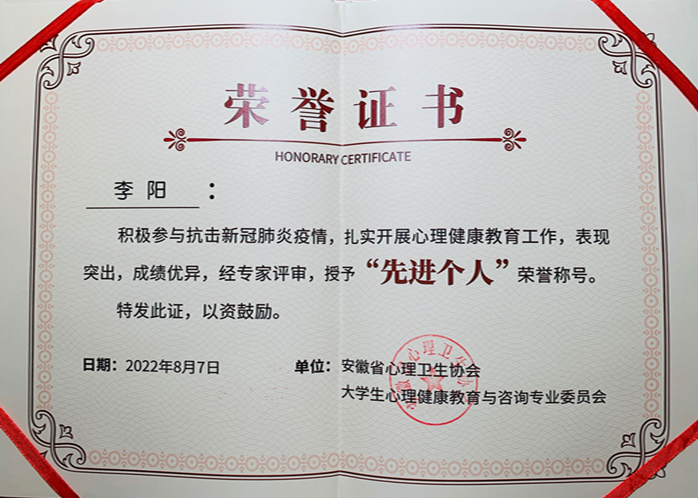 荣誉证书
HONORARY CERTIFICATE
李阳：
积极参与抗击新冠肺炎疫情，扎实开展心理健康教育工作，表现
突出，成绩优异，经专家评审，授予“先进个人”荣誉称号。
特发此证，以资鼓励。
日期：2022年8月7日 单位：安徽省心理卫生协会
大学生心理健康教育与咨询专业委员会